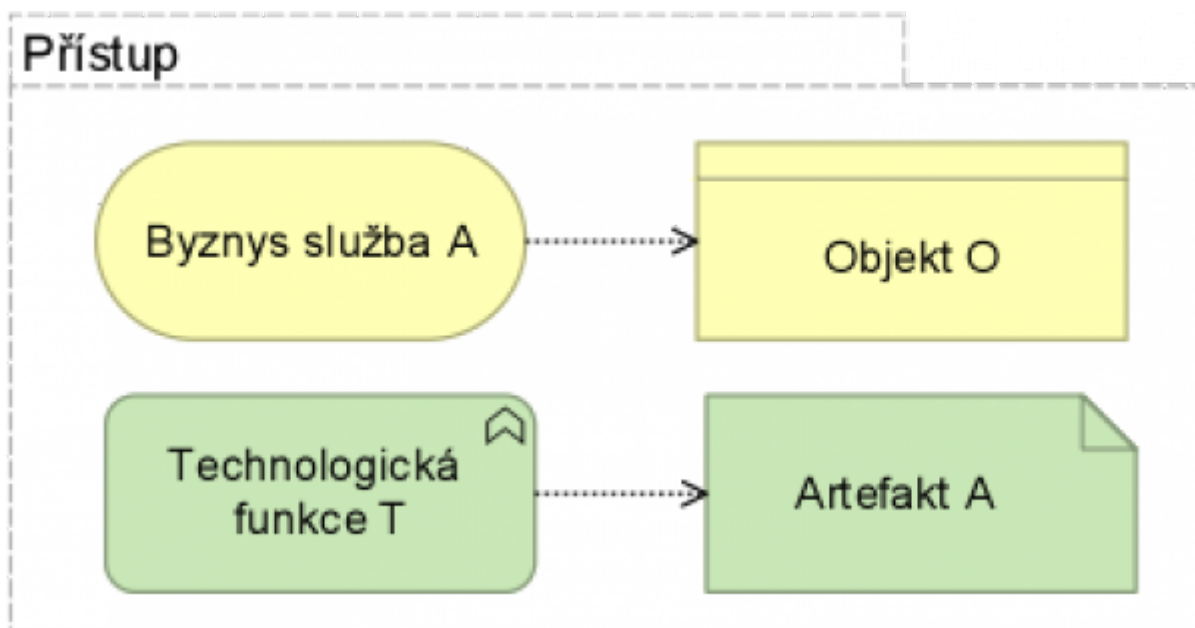 Přístup
Byznys služba A
Objekt O
Technologická
funkce T
Artefakt A